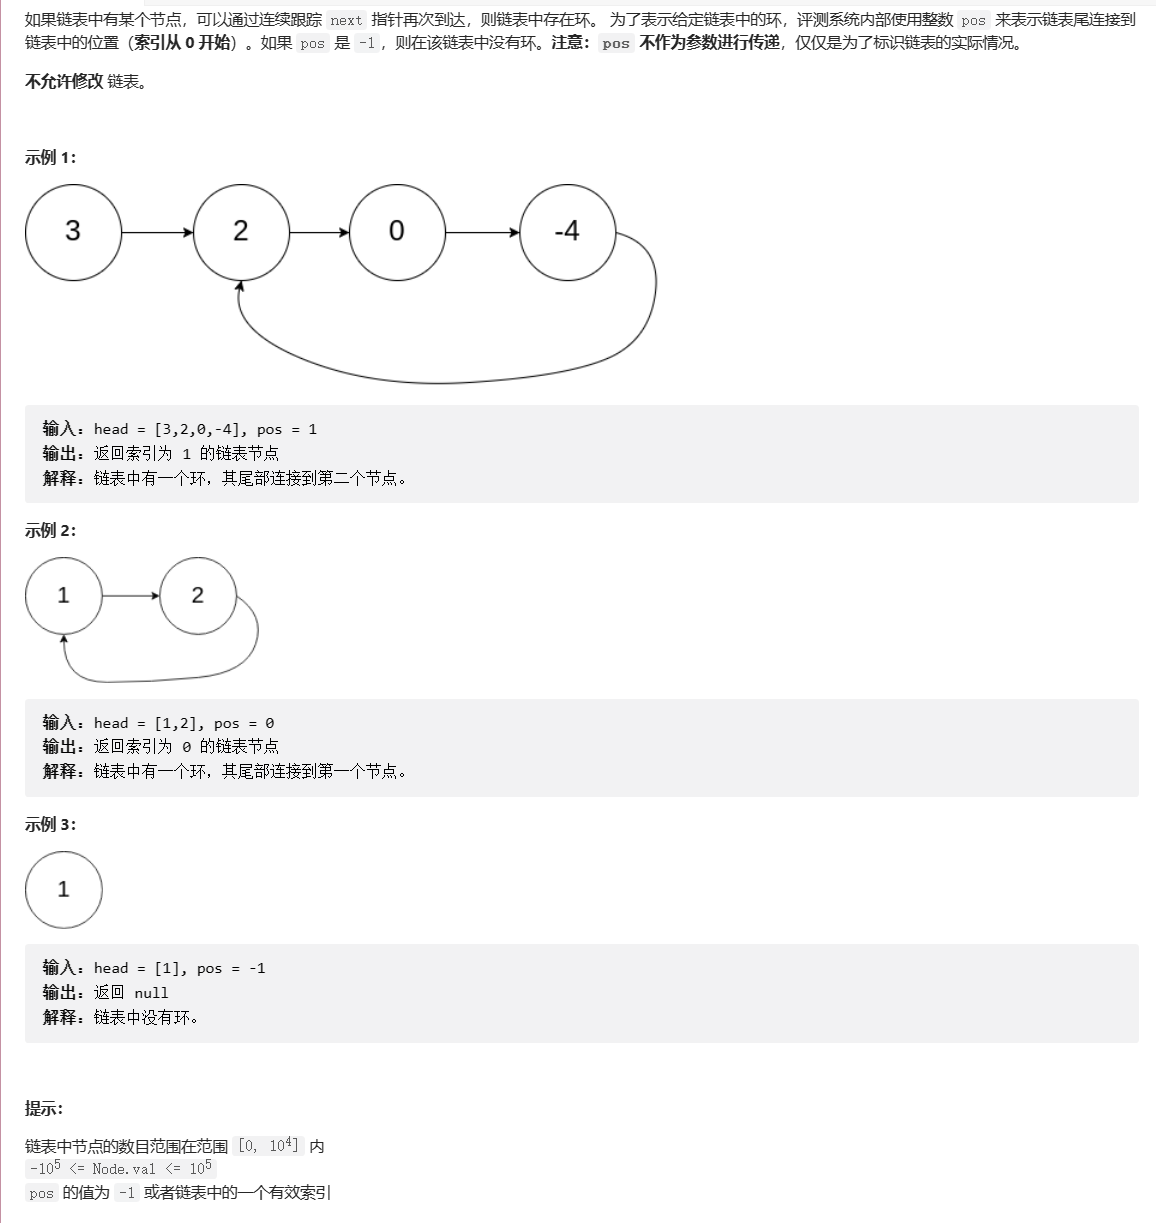 如果链表中有某个节点，可以通过连续跟踪 next 指针再次到达，则链表中存在环。 为了表示给定链表中的环，评测系统内部使用整数 pos 来表示链表尾连接到
链表中的位置（索引从 0 开始）。如果 pos 是 -1，则在该链表中没有环。注意：pos 不作为参数进行传递，仅仅是为了标识链表的实际情况。
不允许修改 链表。
示例 1：
3 2 0 -4
输入：head = [3,2,0,-4], pos = 1
输出：返回索引为 1 的链表节点
解释：链表中有一个环，其尾部连接到第二个节点。
示例 2：
1 2
输入：head = [1,2], pos = 0
输出：返回索引为 0 的链表节点
解释：链表中有一个环，其尾部连接到第一个节点。
示例 3：
1
输入：head = [1], pos = -1
输出：返回 null
解释：链表中没有环。
提示：
链表中节点的数目范围在范围 [0, 10⁴] 内
-10⁵ <= Node.val <= 10⁵
pos 的值为 -1 或者链表中的一个有效索引